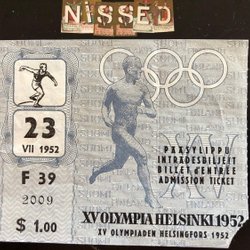 NISSED
23
VII 1952
F 39
2009
$ 1.00
PÄÄSYLIPPU
INTRÄDESBILJETT
BILLET D'ENTRÉE
ADMISSION TICKET
XV OLYMPIA HELSINKI 1952
XV OLYMPIADEN HELSINGFORS 1952